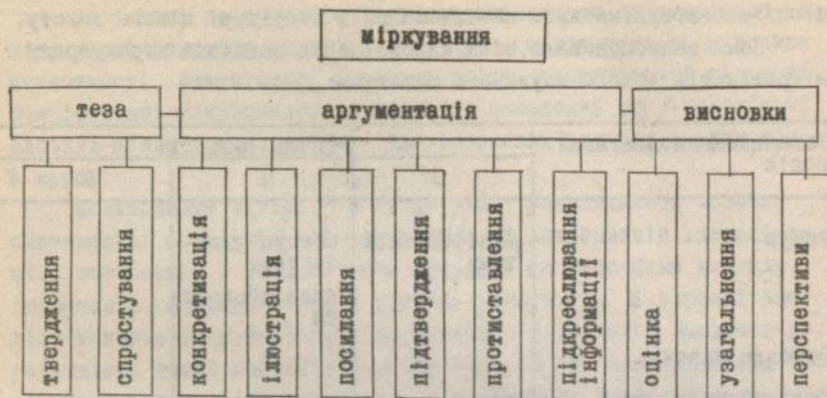 міркування
теза
аргументація
висновки
твердження
спростування
конкретизація
ілюстрація
посилання
підтвердження
протиставлення
підкреслювання
інформації
оцінка
узагальнення
перспективи